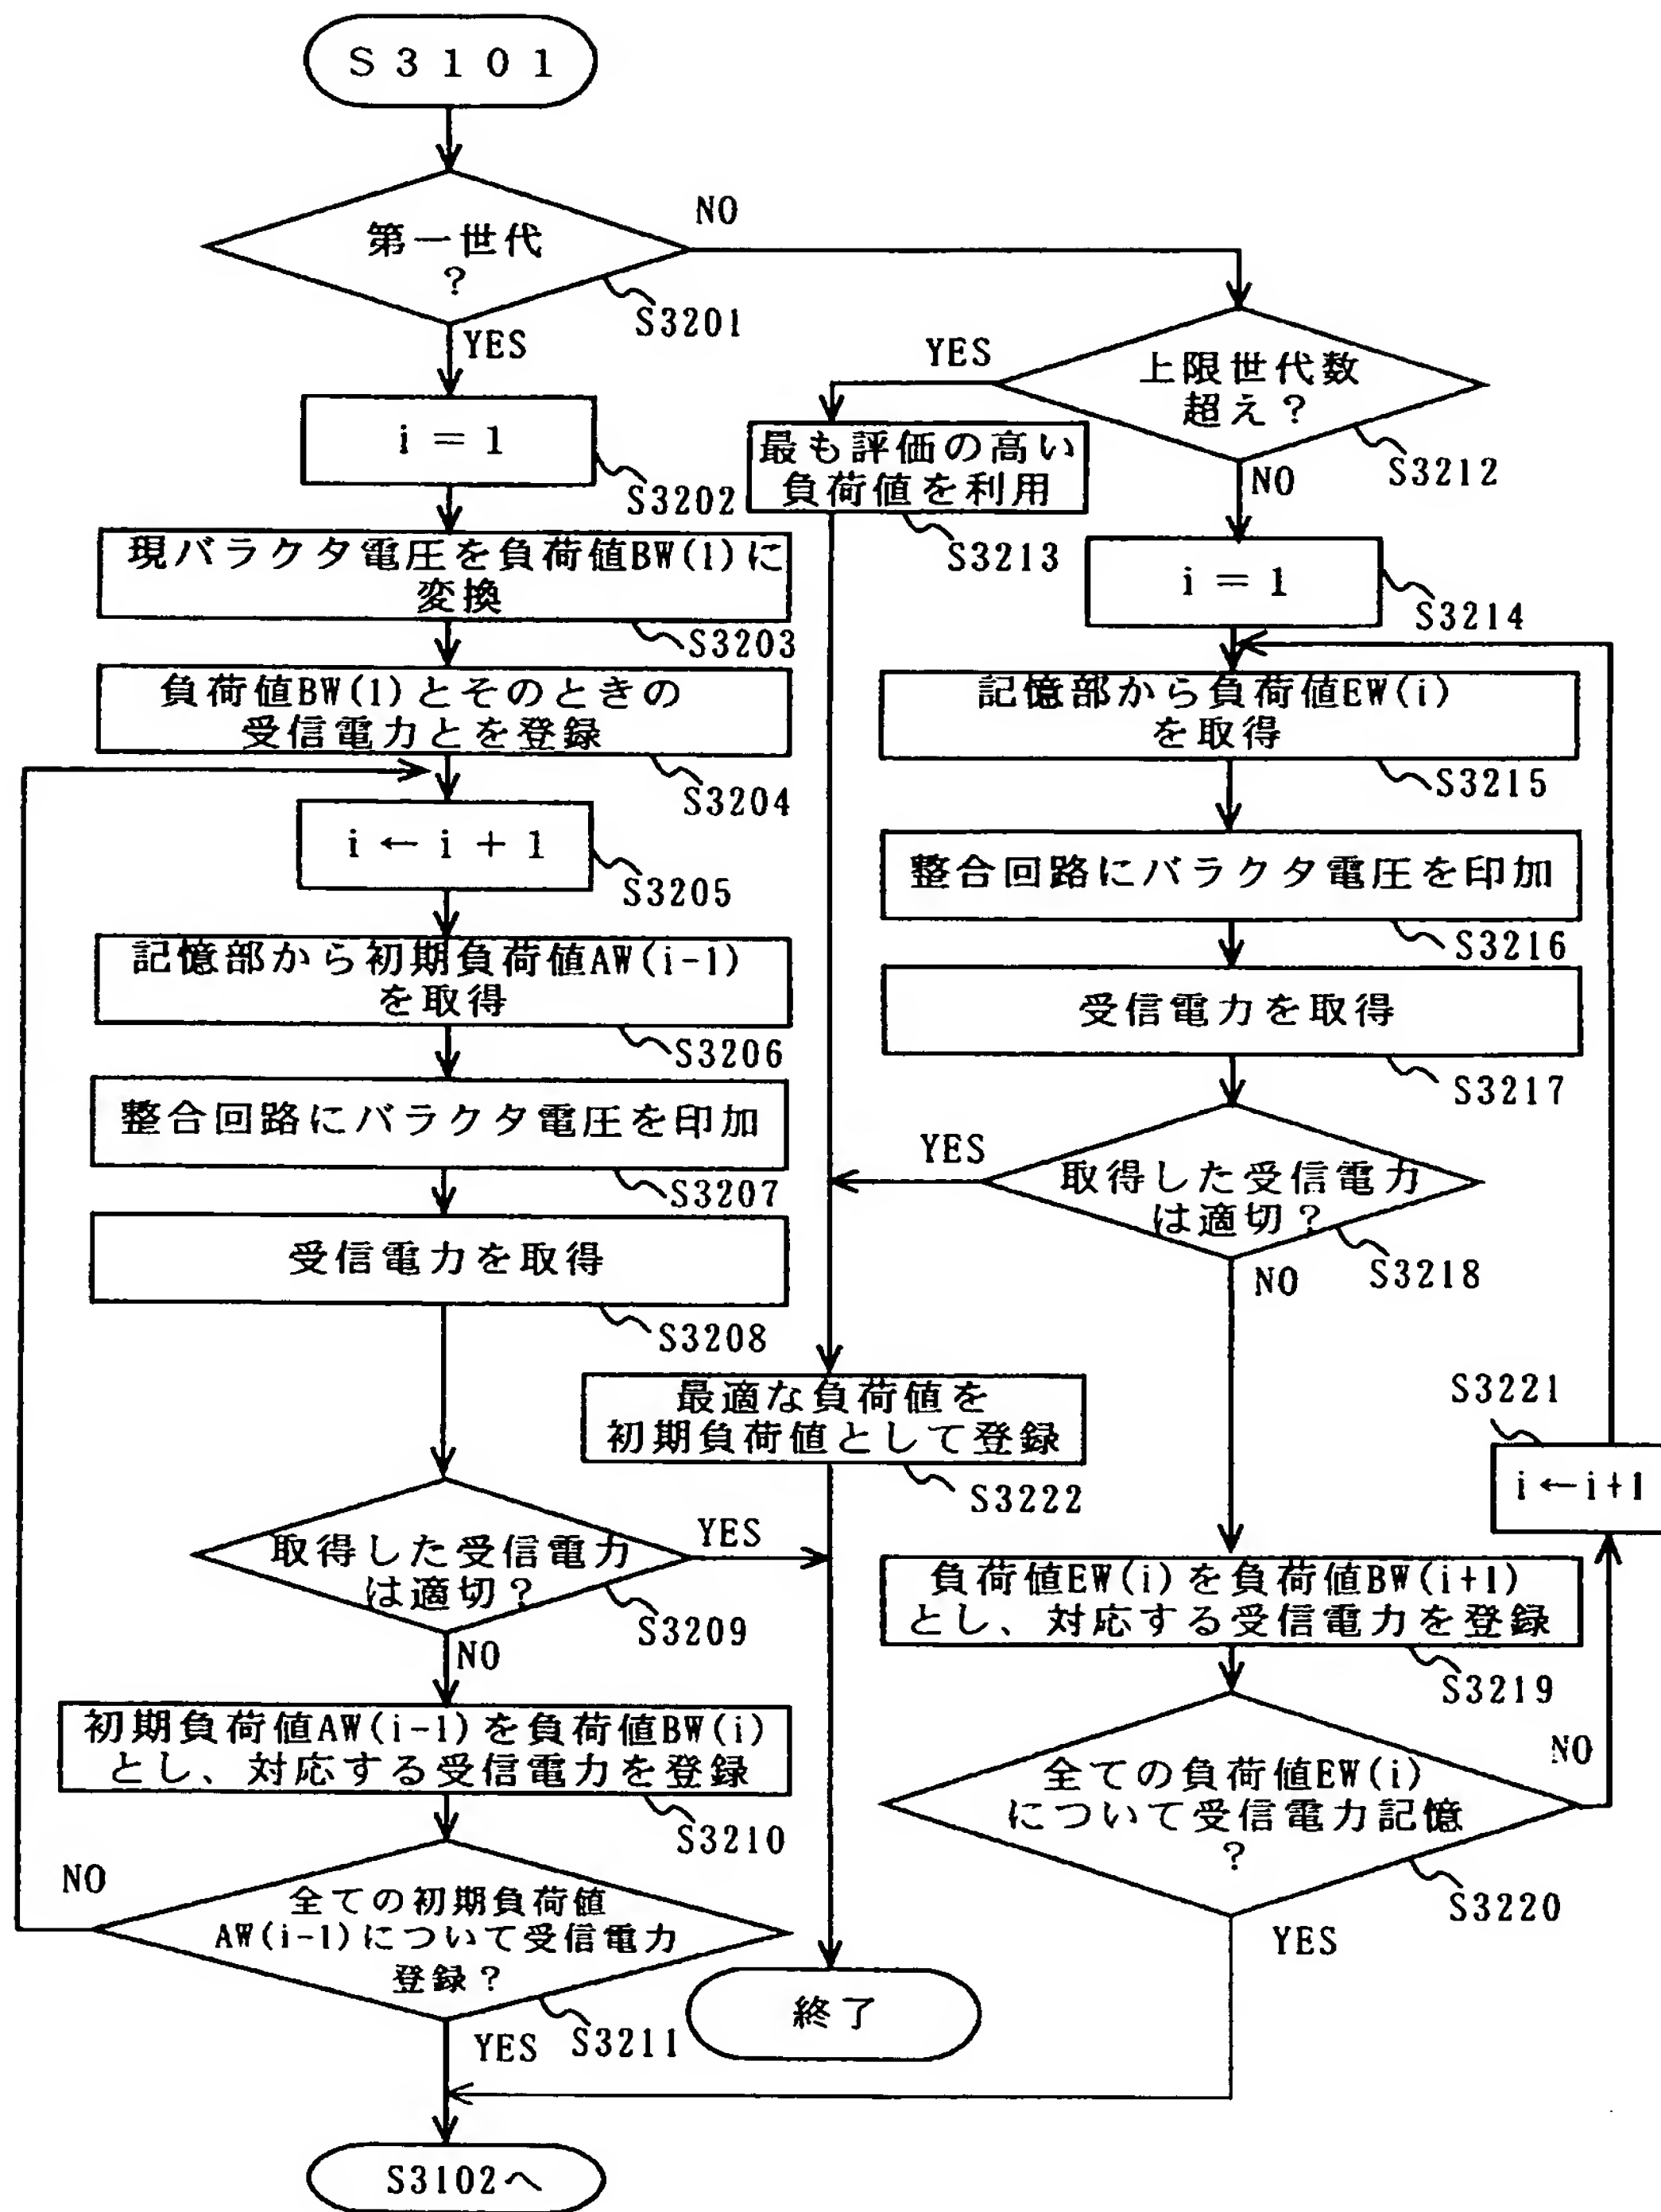 S3101
第一世代
?
S3201
YES
NO
i = 1
S3202
現バラクタ電圧を負荷値BW(1)に
変換
S3203
負荷値BW(1)とそのときの
受信電力とを登録
S3204
i ← i + 1
S3205
記憶部から初期負荷値AW(i-1)
を取得
S3206
整合回路にバラクタ電圧を印加
S3207
受信電力を取得
S3208
取得した受信電力
は適切?
S3209
YES
NO
初期負荷値AW(i-1)を負荷値BW(i)
とし、対応する受信電力を登録
S3210
全ての初期負荷値
AW(i-1)について受信電力
登録?
S3211
NO
YES
S3102へ
上限世代数
超え?
S3212
YES
NO
最も評価の高い
負荷値を利用
S3213
i = 1
S3214
記憶部から負荷値EW(i)
を取得
S3215
整合回路にバラクタ電圧を印加
S3216
受信電力を取得
S3217
取得した受信電力
は適切?
S3218
YES
NO
最適な負荷値を
初期負荷値として登録
S3222
終了
負荷値EW(i)を負荷値BW(i+1)
とし、対応する受信電力を登録
S3219
全ての負荷値EW(i)
について受信電力記憶
?
S3220
NO
YES
S3221
i←i+1